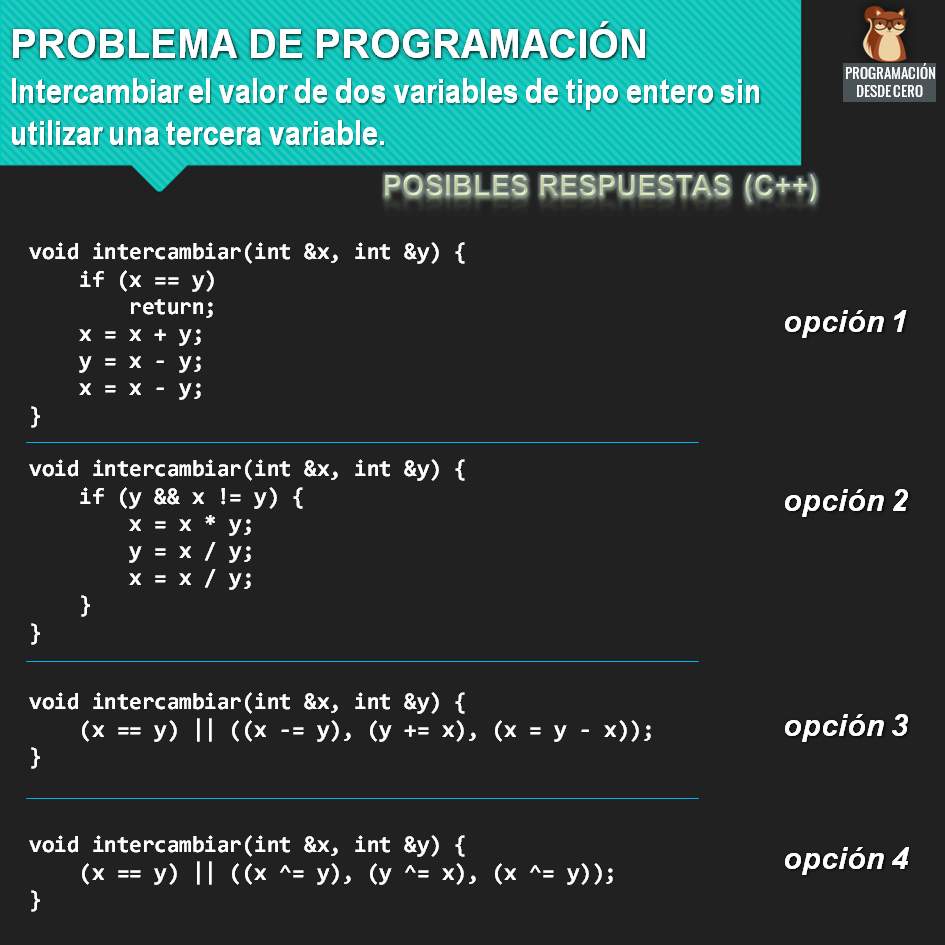 PROBLEMA DE PROGRAMACIÓN
Intercambiar el valor de dos variables de tipo entero sin
utilizar una tercera variable.
PROGRAMACIÓN
DESDE CERO
POSIBLES RESPUESTAS (C++)
void intercambiar(int &x, int &y) {
    if (x == y)
        return;
    x = x + y;
    y = x - y;
    x = x - y;
}
opción 1
void intercambiar(int &x, int &y) {
    if (y && x != y) {
        x = x * y;
        y = x / y;
        x = x / y;
    }
}
opción 2
void intercambiar(int &x, int &y) {
    (x == y) || ((x -= y), (y += x), (x = y - x));
}
opción 3
void intercambiar(int &x, int &y) {
    (x == y) || ((x ^= y), (y ^= x), (x ^= y));
}
opción 4